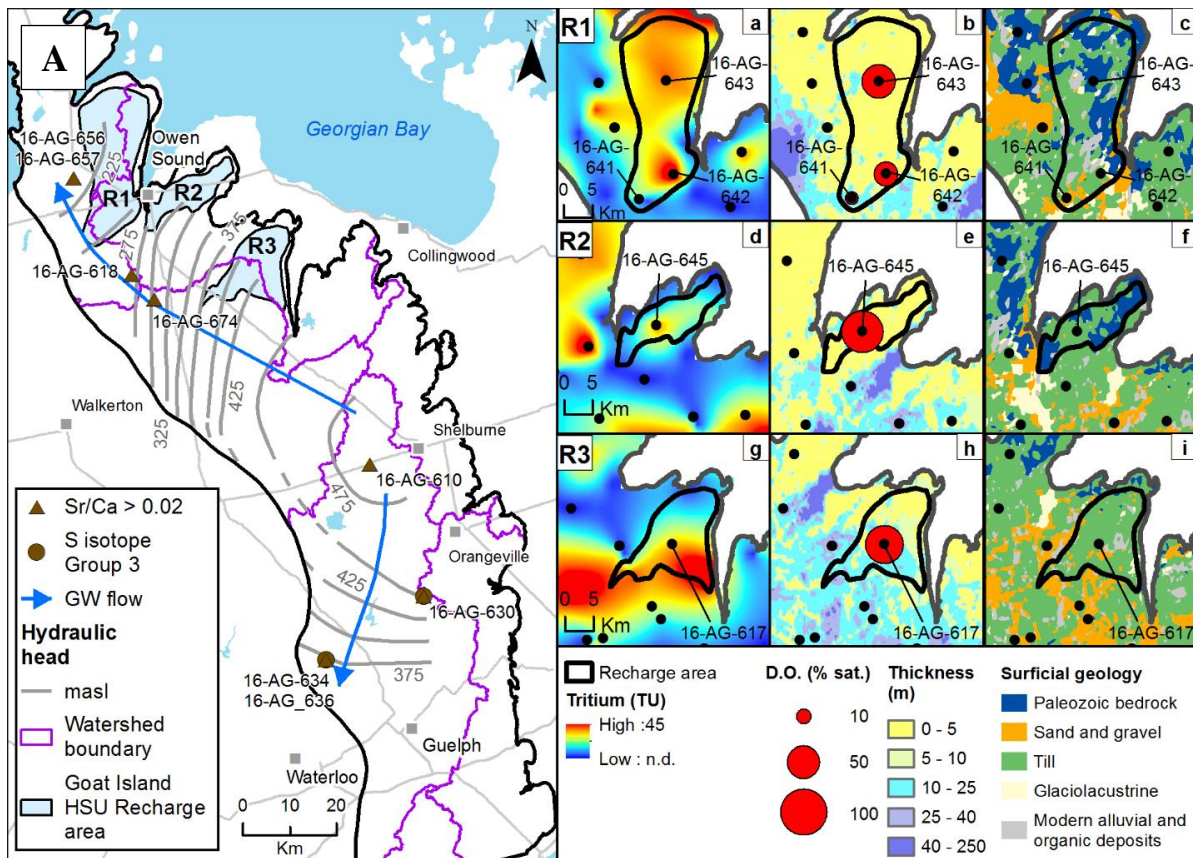 A
N
Georgian Bay
16-AG-656
16-AG-657
Owen
Sound
225
R1
R2
375
275
R3
Collingwood
16-AG-618
16-AG-674
425
Walkerton
325
Shelburne
16-AG-610
475
Orangeville
425
16-AG-630
375
16-AG-634
16-AG_636
Guelph
Waterloo
0 10 20
Km
Sr/Ca > 0.02
S isotope
Group 3
GW flow
Hydraulic
head
masl
Watershed
boundary
Goat Island
HSU Recharge
area
R1
a
16-AG-
643
16-AG-
641
16-AG-
642
0 5
Km
b
16-AG-
643
16-AG-
641
16-AG-
642
c
16-AG-
643
16-AG-
641
16-AG-
642
R2
d
16-AG-645
0 5
Km
e
16-AG-645
f
16-AG-645
R3
g
0 5
Km
16-AG-617
h
16-AG-617
i
16-AG-617
Recharge area
Tritium (TU)
High :45
Low : n.d.
D.O. (% sat.)
10
50
100
Thickness
(m)
0 - 5
5 - 10
10 - 25
25 - 40
40 - 250
Surficial geology
Paleozoic bedrock
Sand and gravel
Till
Glaciolacustrine
Modern alluvial and
organic deposits